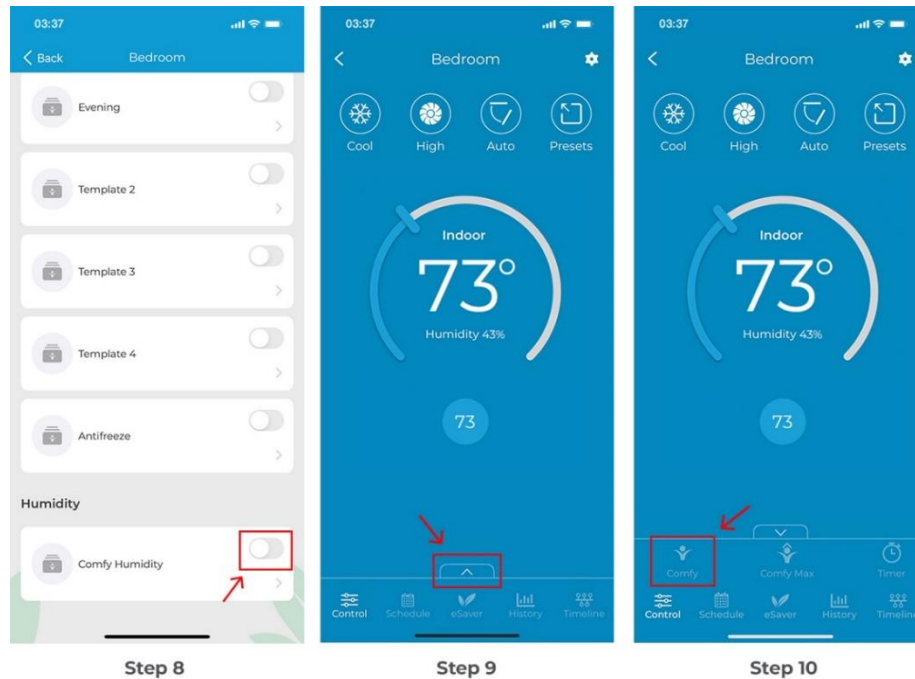 03:37
Back Bedroom
Evening
Template 2
Template 3
Template 4
Antifreeze
Humidity
Comfy Humidity
Step 8
03:37
Bedroom
Cool High Auto Presets
Indoor
73°
Humidity 43%
73
Control Schedule eSaver History Timeline
Step 9
03:37
Bedroom
Cool High Auto Presets
Indoor
73°
Humidity 43%
73
Comfy Comfy Max Timer
Control Schedule eSaver History Timeline
Step 10